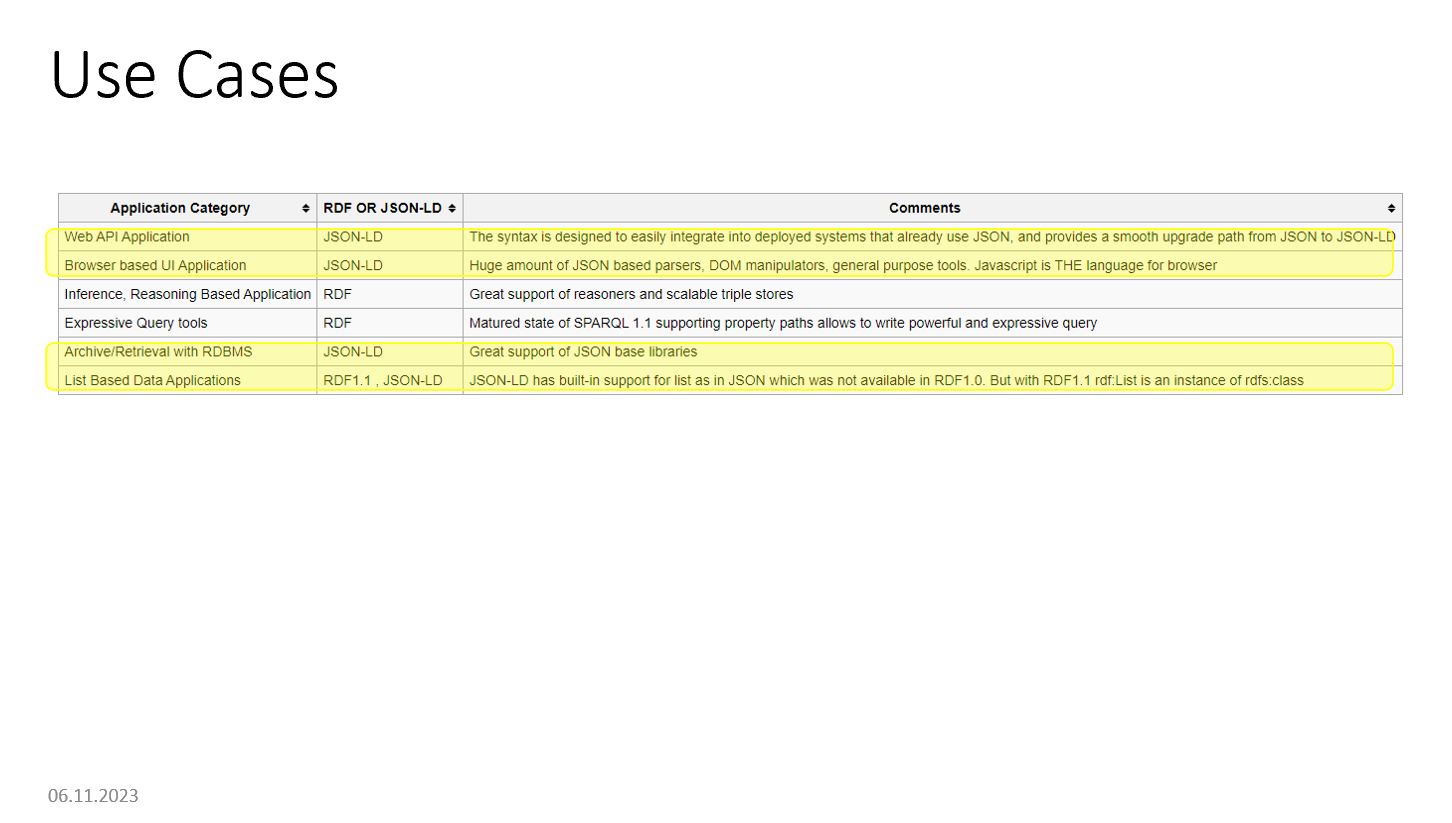 Use Cases
Application Category RDF OR JSON-LD Comments
Web API Application JSON-LD The syntax is designed to easily integrate into deployed systems that already use JSON, and provides a smooth upgrade path from JSON to JSON-LD
Browser based UI Application JSON-LD Huge amount of JSON based parsers, DOM manipulators, general purpose tools. Javascript is THE language for browser
Inference, Reasoning Based Application RDF Great support of reasoners and scalable triple stores
Expressive Query tools RDF Matured state of SPARQL 1.1 supporting property paths allows to write powerful and expressive query
Archive/Retrieval with RDBMS JSON-LD Great support of JSON base libraries
List Based Data Applications RDF1.1 , JSON-LD JSON-LD has built-in support for list as in JSON which was not available in RDF1.0. But with RDF1.1 rdf:List is an instance of rdfs:class
06.11.2023